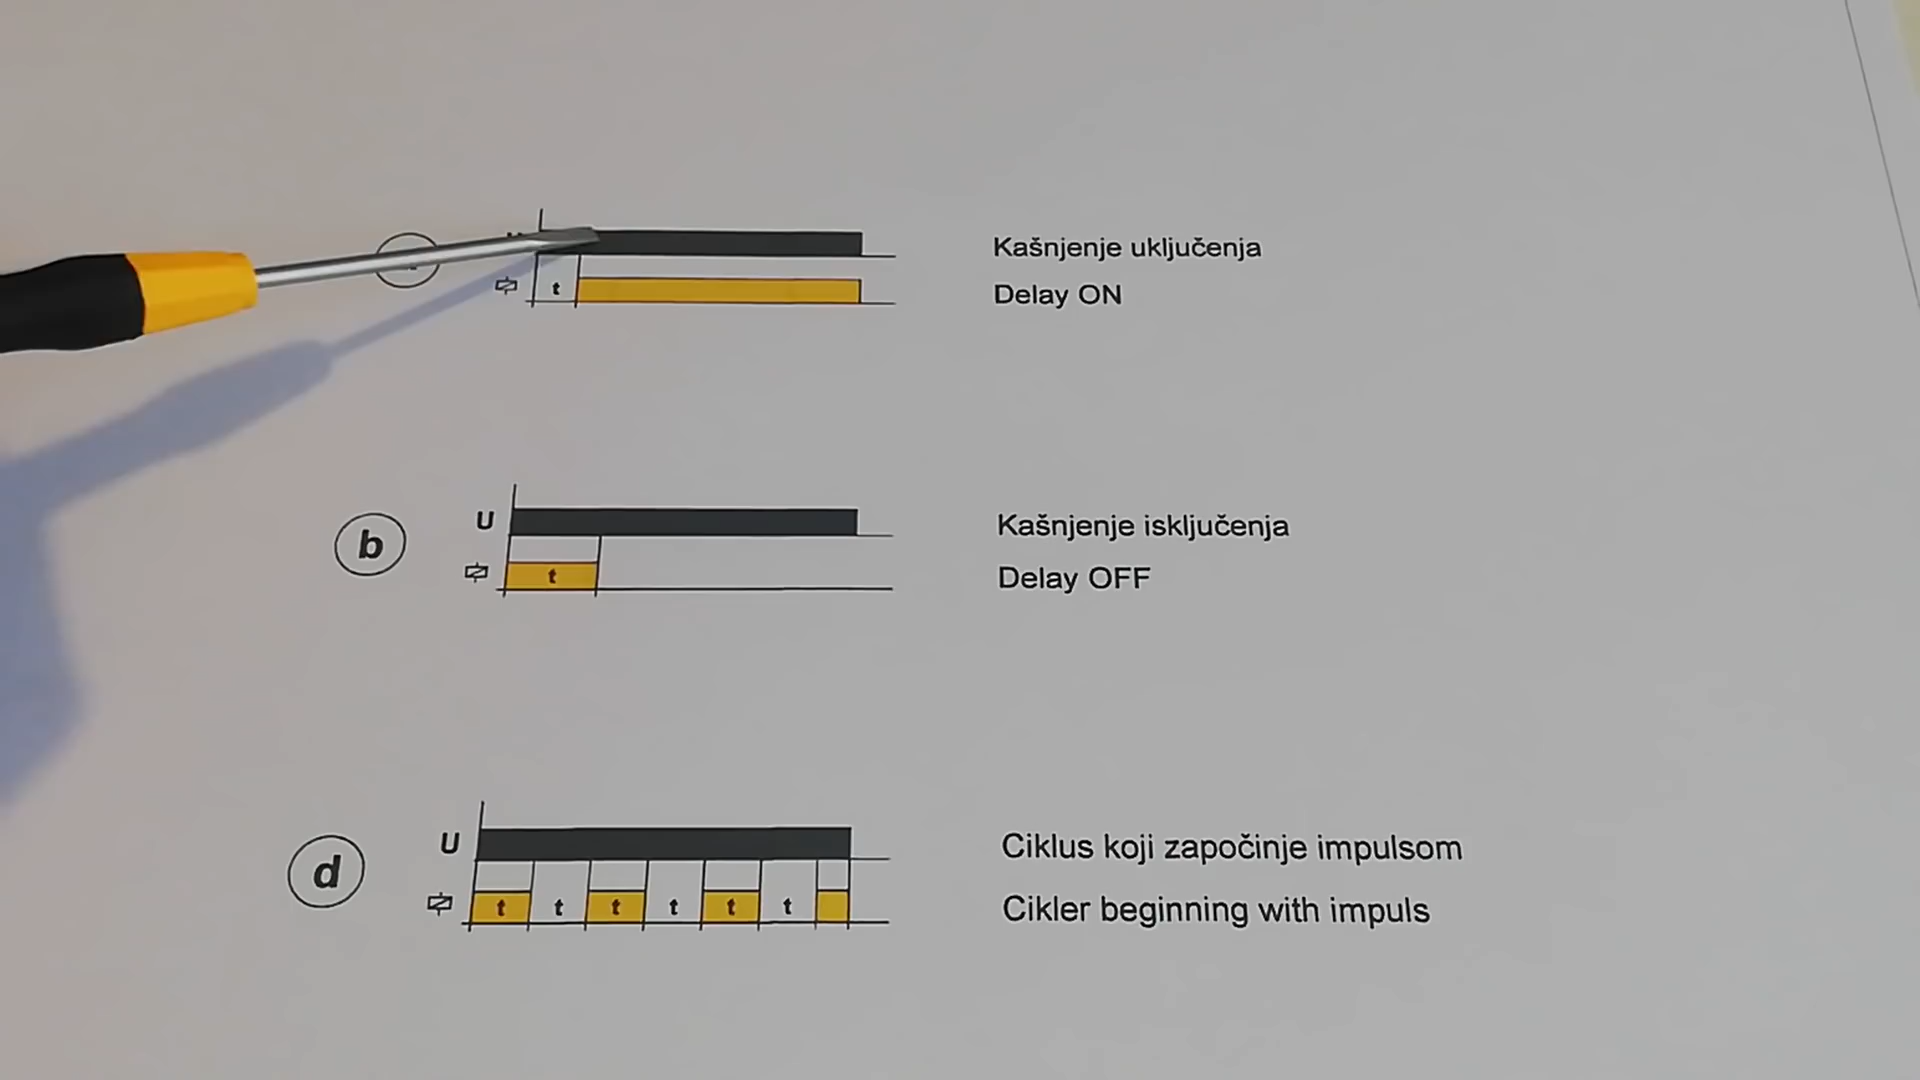 t
Kašnjenje uključenja
Delay ON
b
U
t
Kašnjenje isključenja
Delay OFF
d
U
t t t t t t
Ciklus koji započinje impulsom
Cikler beginning with impuls